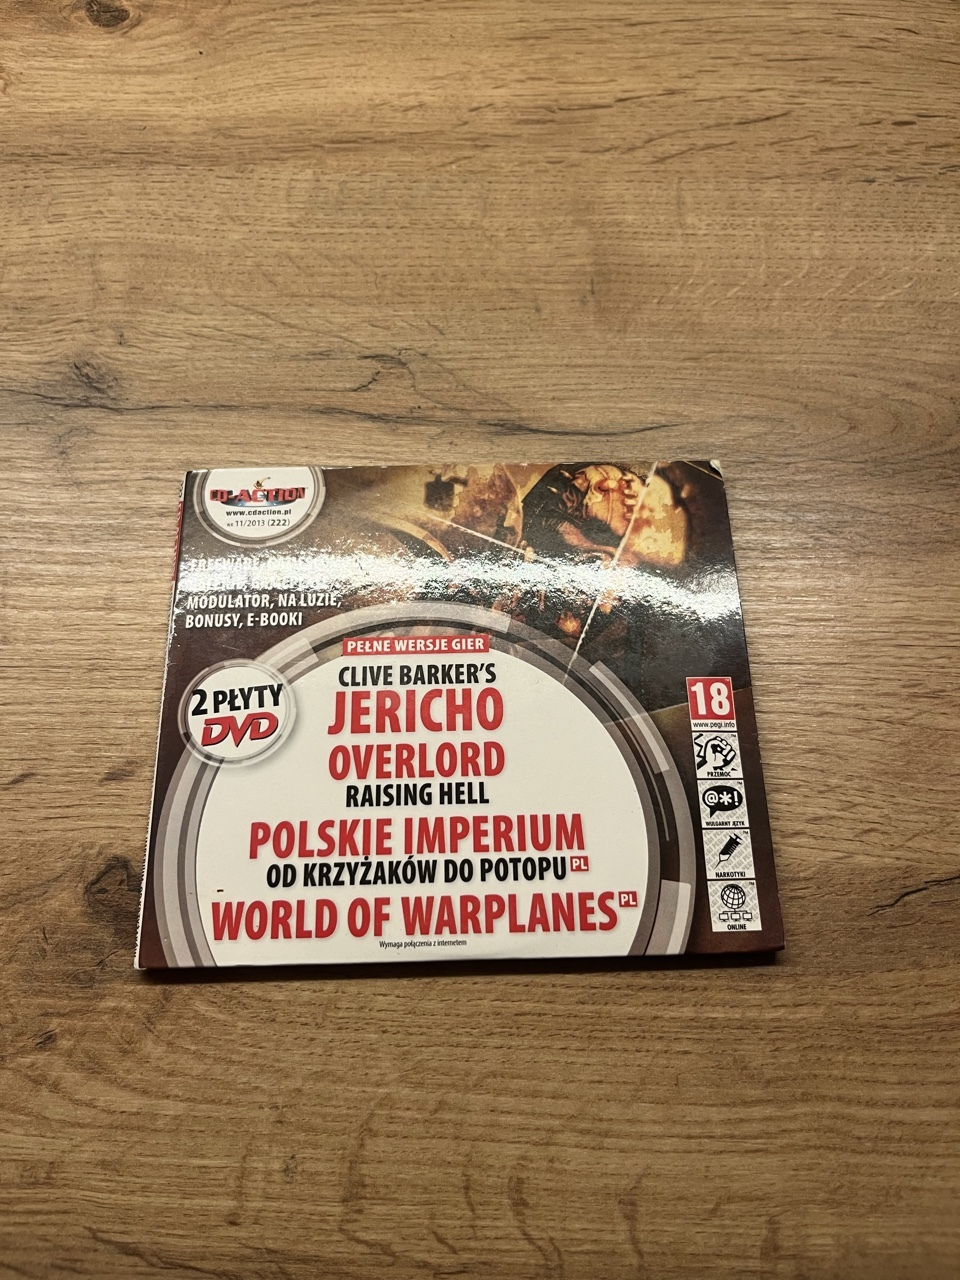 CD-ACTION
www.cdaction.pl
NR 11/2013 (222)
FREEWARE,
MODULATOR, NA LUZIE,
BONUSY, E-BOOKI
2 PŁYTY
DVD
PEŁNE WERSJE GIER
CLIVE BARKER'S
JERICHO
OVERLORD
RAISING HELL
POLSKIE IMPERIUM
OD KRZYŻAKÓW DO POTOPU PL
WORLD OF WARPLANES PL
Wymaga połączenia z internetem
18
www.pegi.info
PRZEMOC
@*!
WULGARNY JĘZYK
NARKOTYKI
ONLINE